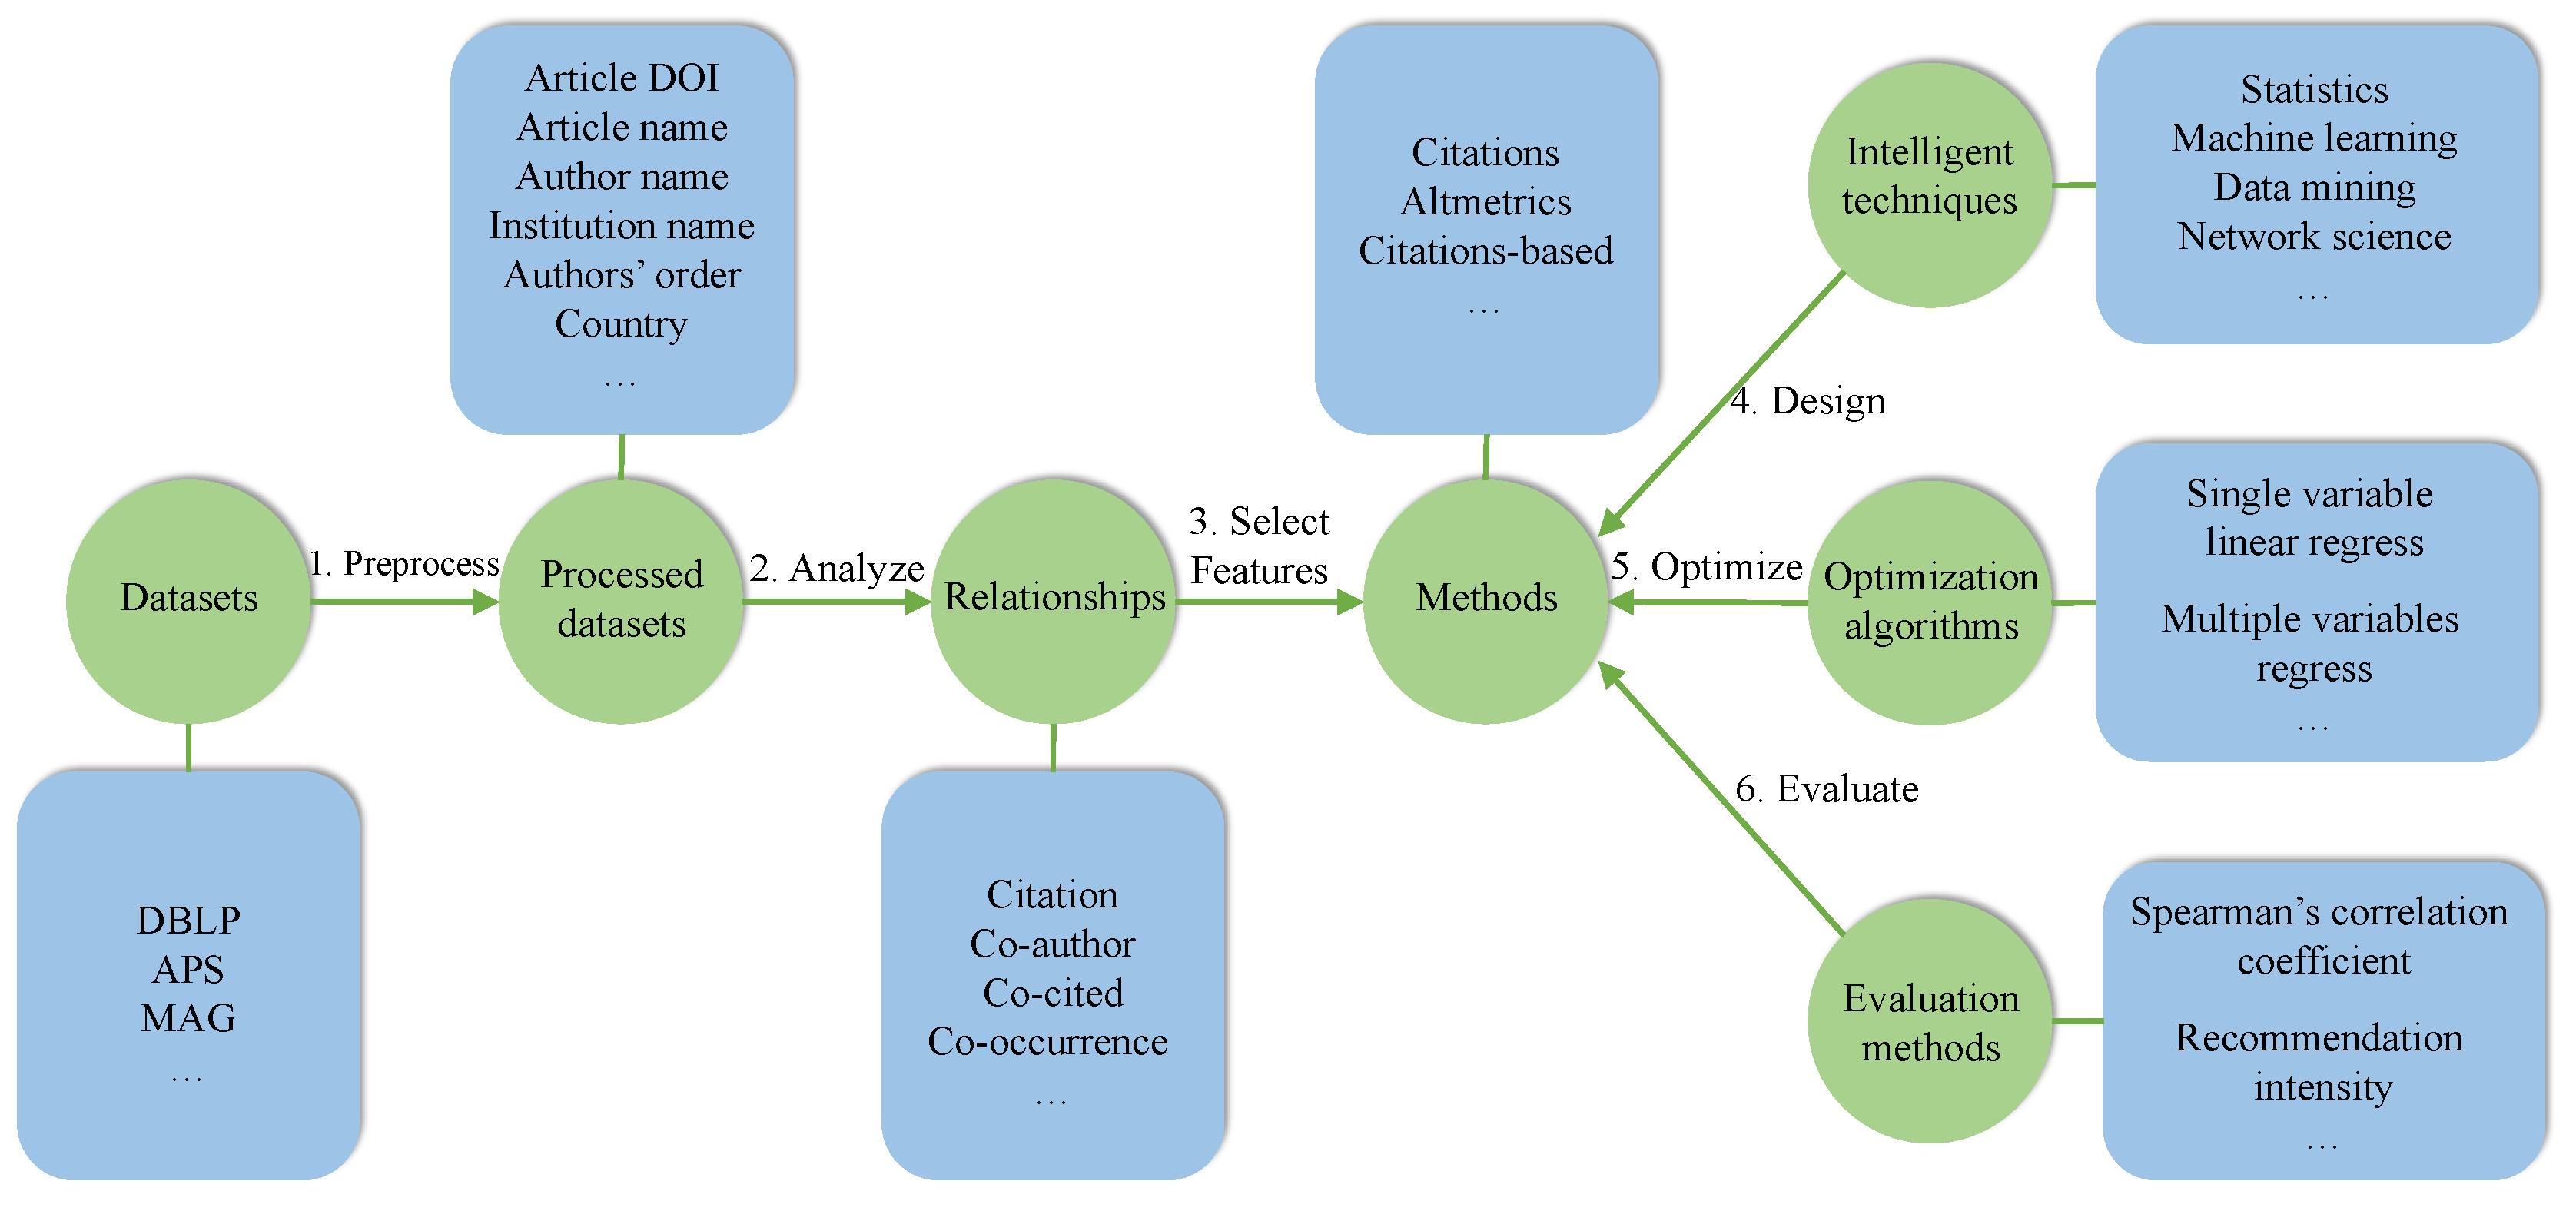 Article DOI
Article name
Author name
Institution name
Authors’ order
Country
…
Citations
Altmetrics
Citations-based
…
Intelligent
techniques
Statistics
Machine learning
Data mining
Network science
…
4. Design
Datasets
1. Preprocess
Processed
datasets
2. Analyze
Relationships
3. Select
Features
Methods
5. Optimize
Optimization
algorithms
Single variable
linear regress
Multiple variables
regress
…
6. Evaluate
DBLP
APS
MAG
…
Citation
Co-author
Co-cited
Co-occurrence
…
Evaluation
methods
Spearman’s correlation
coefficient
Recommendation
intensity
…